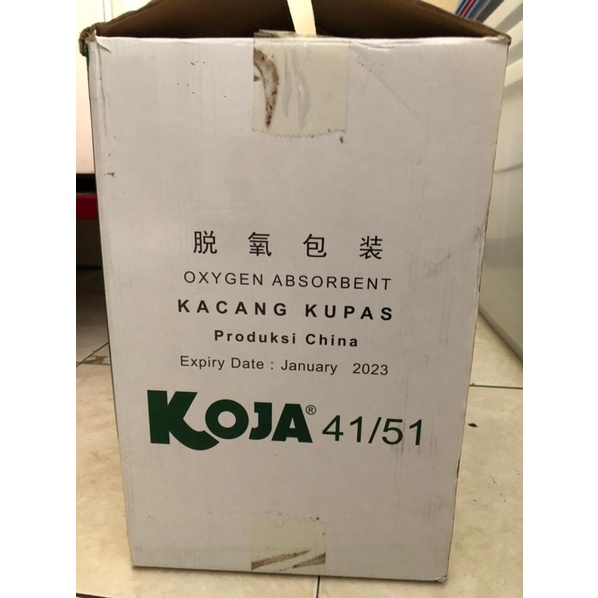 脱氧包装
OXYGEN ABSORBENT
KACANG KUPAS
Produksi China
Expiry Date : January 2023
KOJA® 41/51